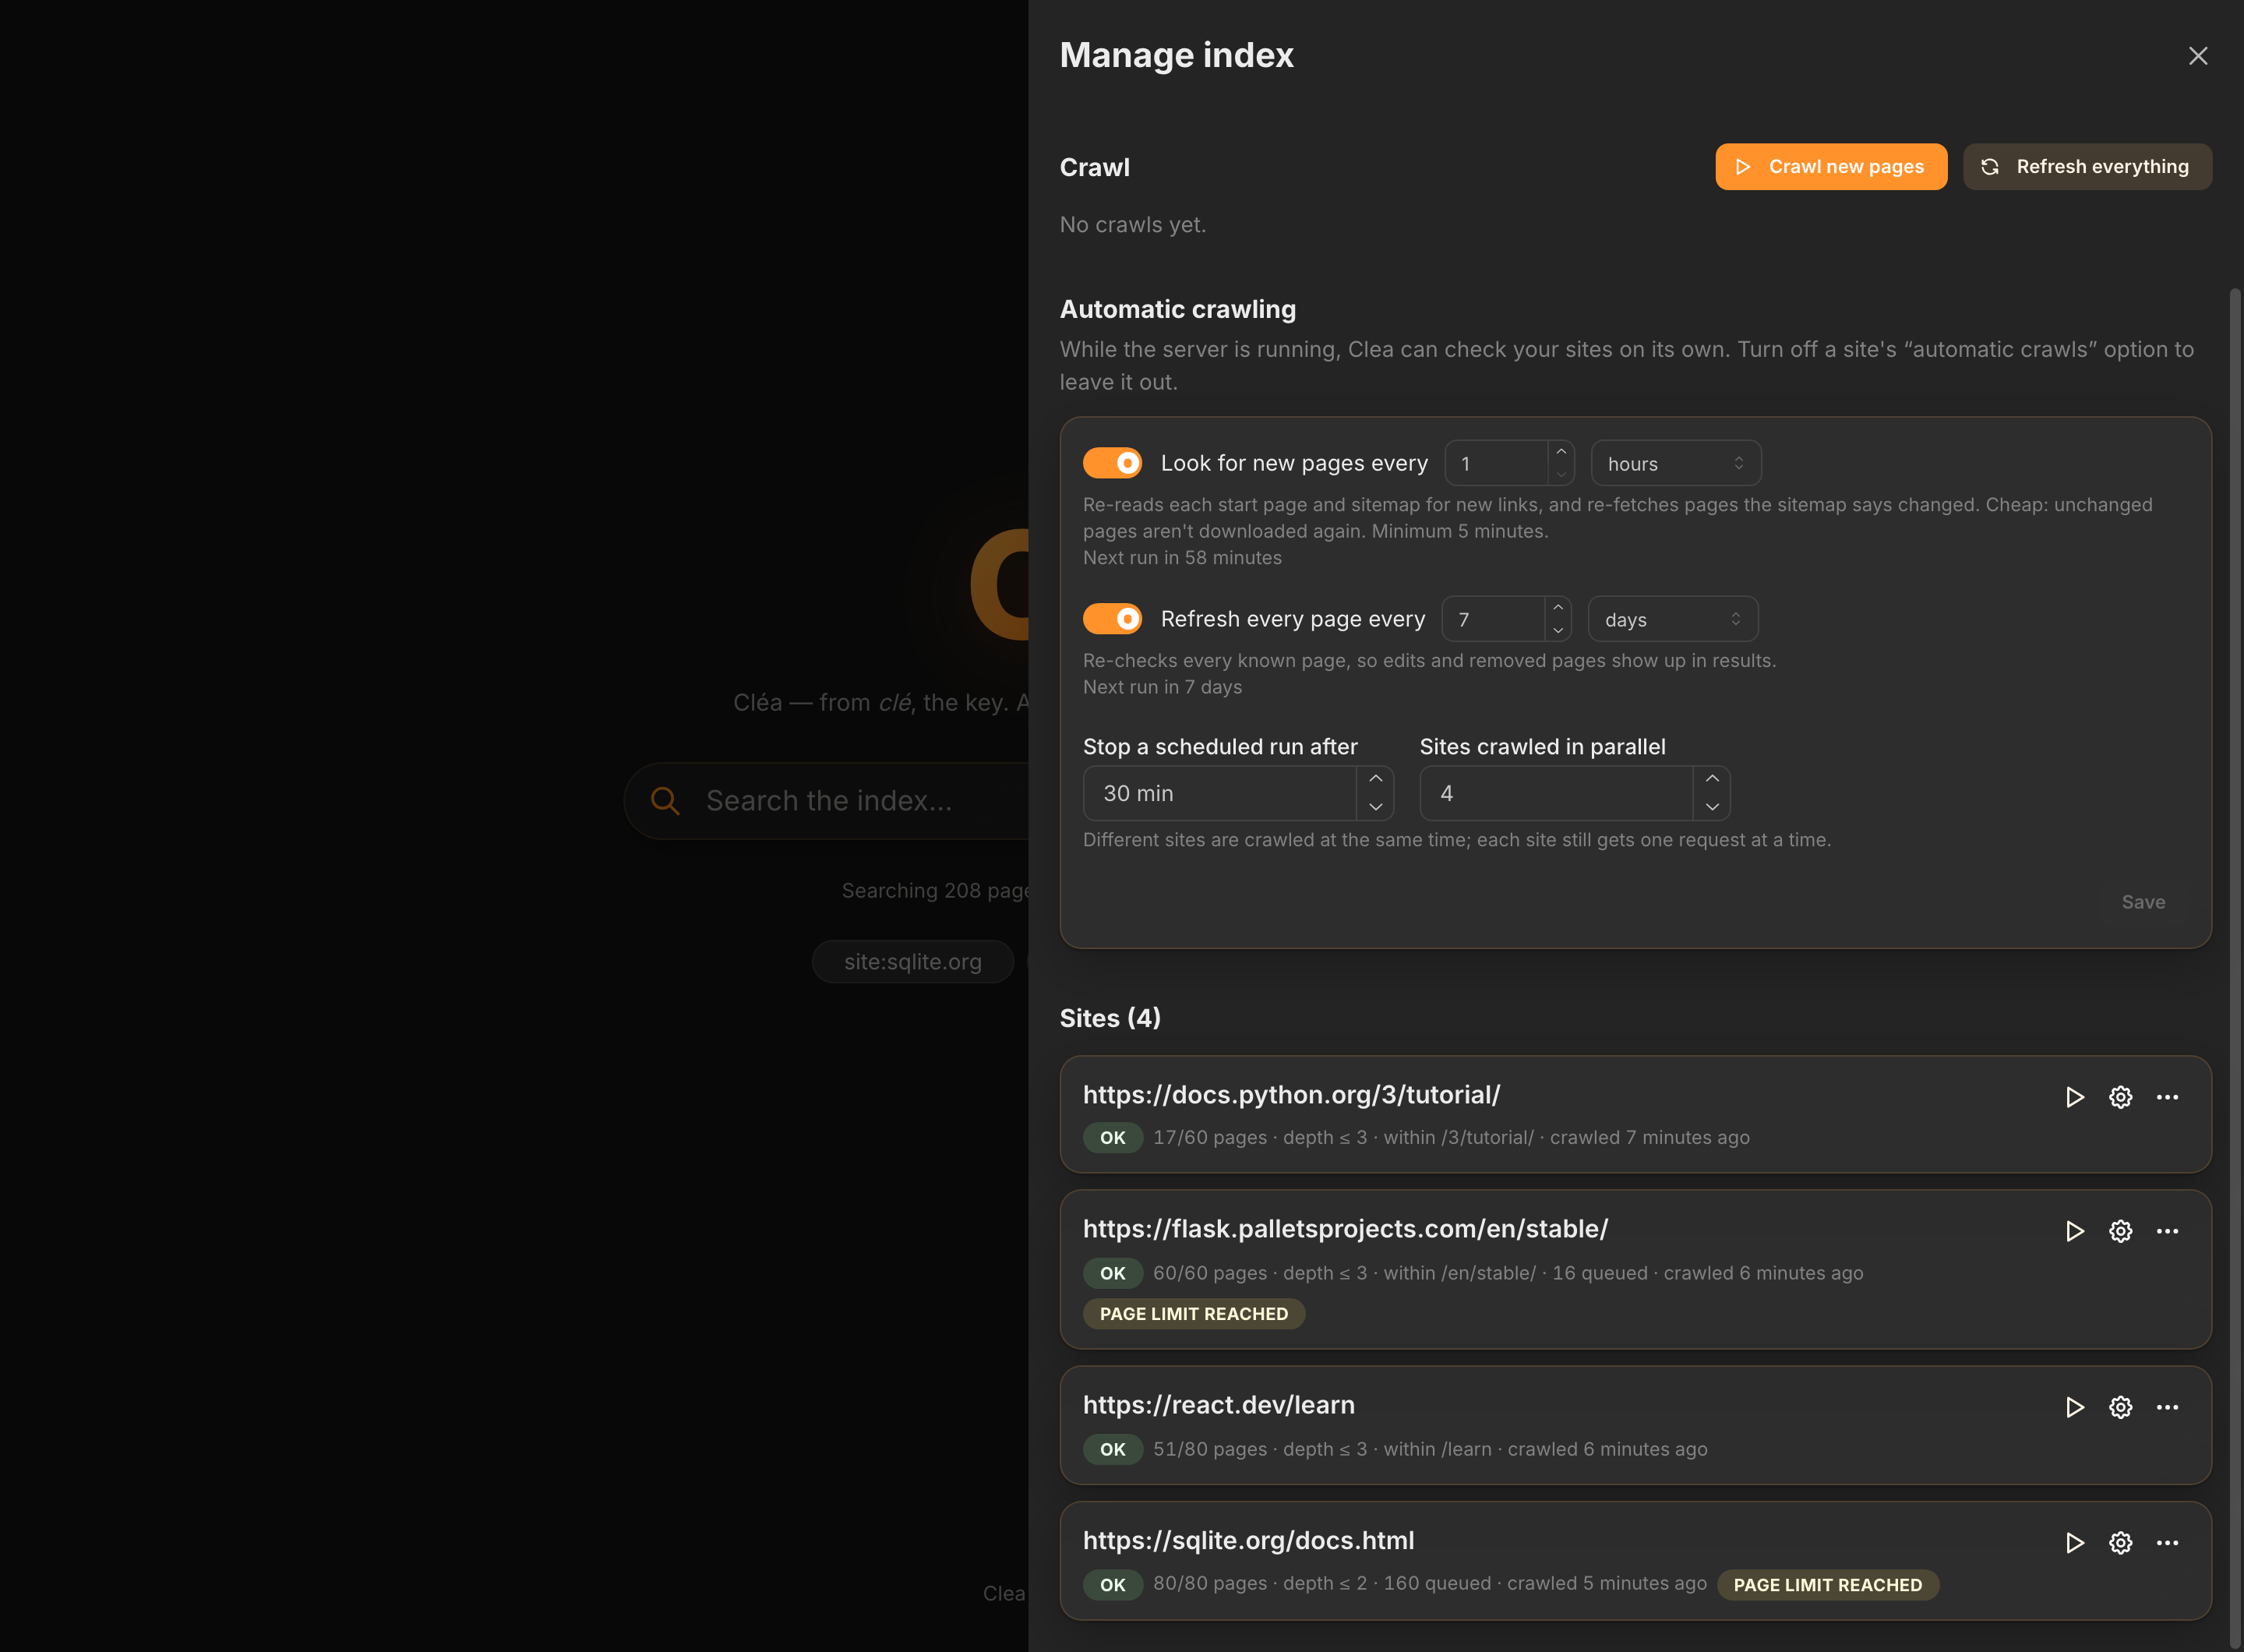 Manage index
Crawl
Crawl new pages
Refresh everything
No crawls yet.
Automatic crawling
While the server is running, Clea can check your sites on its own. Turn off a site's “automatic crawls” option to
leave it out.
Look for new pages every 1 hours
Re-reads each start page and sitemap for new links, and re-fetches pages the sitemap says changed. Cheap: unchanged
pages aren't downloaded again. Minimum 5 minutes.
Next run in 58 minutes
Refresh every page every 7 days
Re-checks every known page, so edits and removed pages show up in results.
Next run in 7 days
Stop a scheduled run after
Sites crawled in parallel
30 min
4
Different sites are crawled at the same time; each site still gets one request at a time.
Save
Sites (4)
https://docs.python.org/3/tutorial/
OK 17/60 pages · depth ≤ 3 · within /3/tutorial/ · crawled 7 minutes ago
https://flask.palletsprojects.com/en/stable/
OK 60/60 pages · depth ≤ 3 · within /en/stable/ · 16 queued · crawled 6 minutes ago
PAGE LIMIT REACHED
https://react.dev/learn
OK 51/80 pages · depth ≤ 3 · within /learn · crawled 6 minutes ago
https://sqlite.org/docs.html
OK 80/80 pages · depth ≤ 2 · 160 queued · crawled 5 minutes ago PAGE LIMIT REACHED
Cléa — from clé, the key.
Search the index...
Searching 208 page
site:sqlite.org
Clea